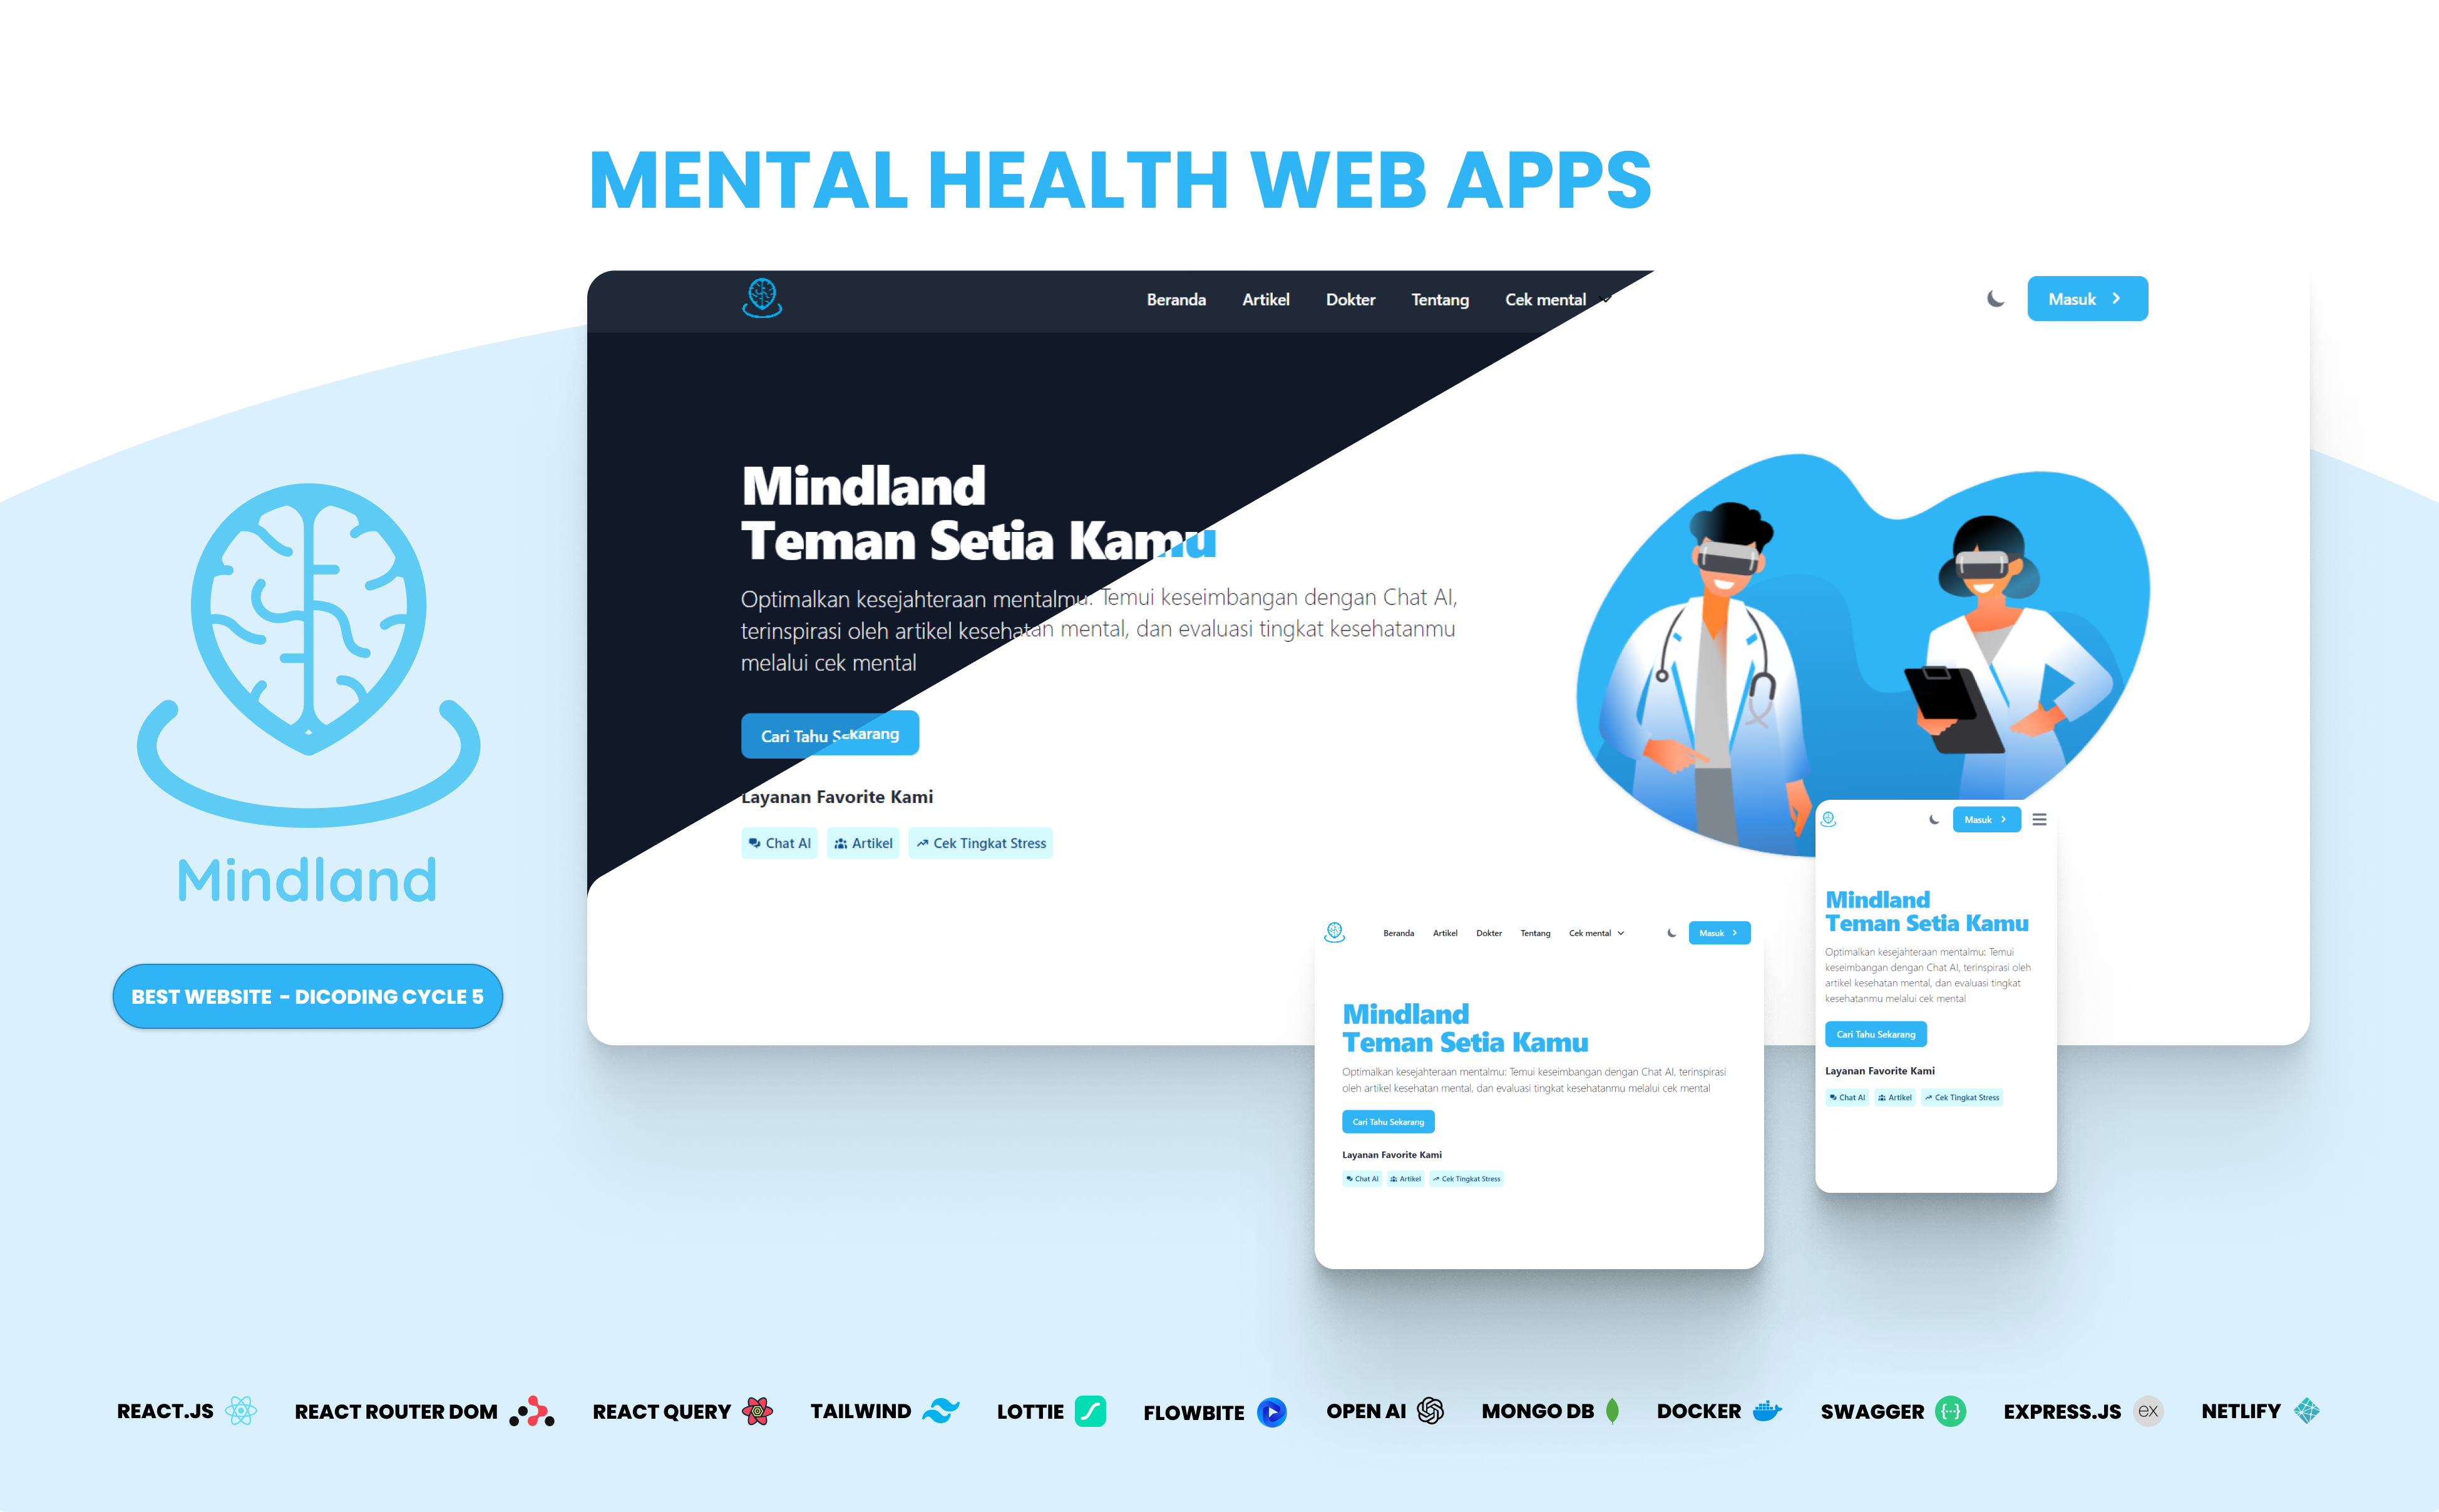 MENTAL HEALTH WEB APPS
Beranda Artikel Dokter Tentang Cek mental Masuk
Mindland
Teman Setia Kamu
Optimalkan kesejahteraan mentalmu: Temui keseimbangan dengan Chat AI,
terinspirasi oleh artikel kesehatan mental, dan evaluasi tingkat kesehatanmu
melalui cek mental
Cari Tahu Sekarang
Layanan Favorite Kami
Chat AI Artikel Cek Tingkat Stress
Mindland
BEST WEBSITE - DICODING CYCLE 5
Beranda Artikel Dokter Tentang Cek mental Masuk
Mindland
Teman Setia Kamu
Optimalkan kesejahteraan mentalmu: Temui keseimbangan dengan Chat AI, terinspirasi
oleh artikel kesehatan mental, dan evaluasi tingkat kesehatanmu melalui cek mental
Cari Tahu Sekarang
Layanan Favorite Kami
Chat AI Artikel Cek Tingkat Stress
Masuk
Mindland
Teman Setia Kamu
Optimalkan kesejahteraan mentalmu: Temui
keseimbangan dengan Chat AI, terinspirasi oleh
artikel kesehatan mental, dan evaluasi tingkat
kesehatanmu melalui cek mental
Cari Tahu Sekarang
Layanan Favorite Kami
Chat AI Artikel Cek Tingkat Stress
REACT.JS REACT ROUTER DOM REACT QUERY TAILWIND LOTTIE FLOWBITE OPEN AI MONGO DB DOCKER SWAGGER {··} EXPRESS.JS ex NETLIFY